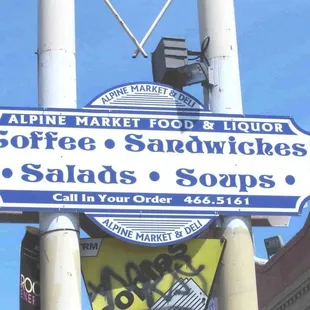 ALPINE MARKET & DELI
ALPINE MARKET FOOD & LIQUOR
Coffee • Sandwiches
• Salads • Soups •
Call in Your Order 466.5161
ALPINE MARKET & DELI